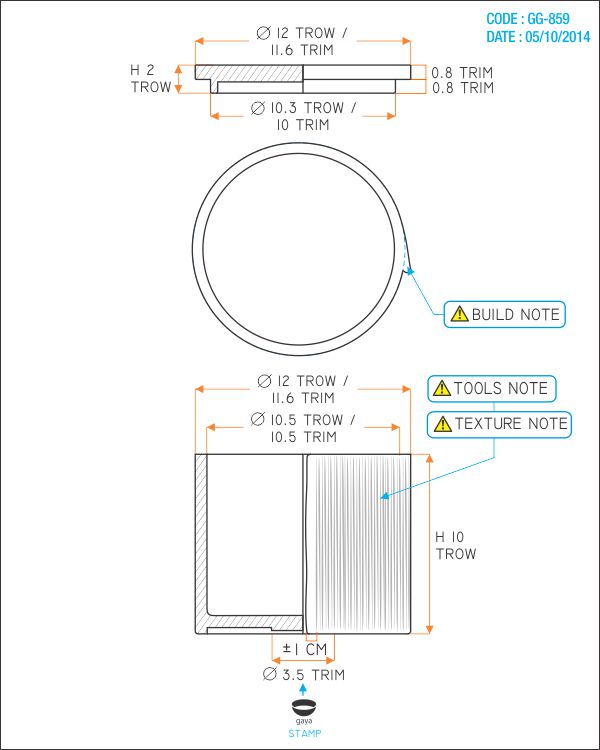 CODE : GG-859
DATE : 05/10/2014
Ø 12 TROW /
11.6 TRIM
H 2
TROW
0.8 TRIM
0.8 TRIM
Ø 10.3 TROW /
10 TRIM
BUILD NOTE
Ø 12 TROW /
11.6 TRIM
TOOLS NOTE
Ø 10.5 TROW /
10.5 TRIM
TEXTURE NOTE
H 10
TROW
±1 CM
Ø 3.5 TRIM
gaya
STAMP